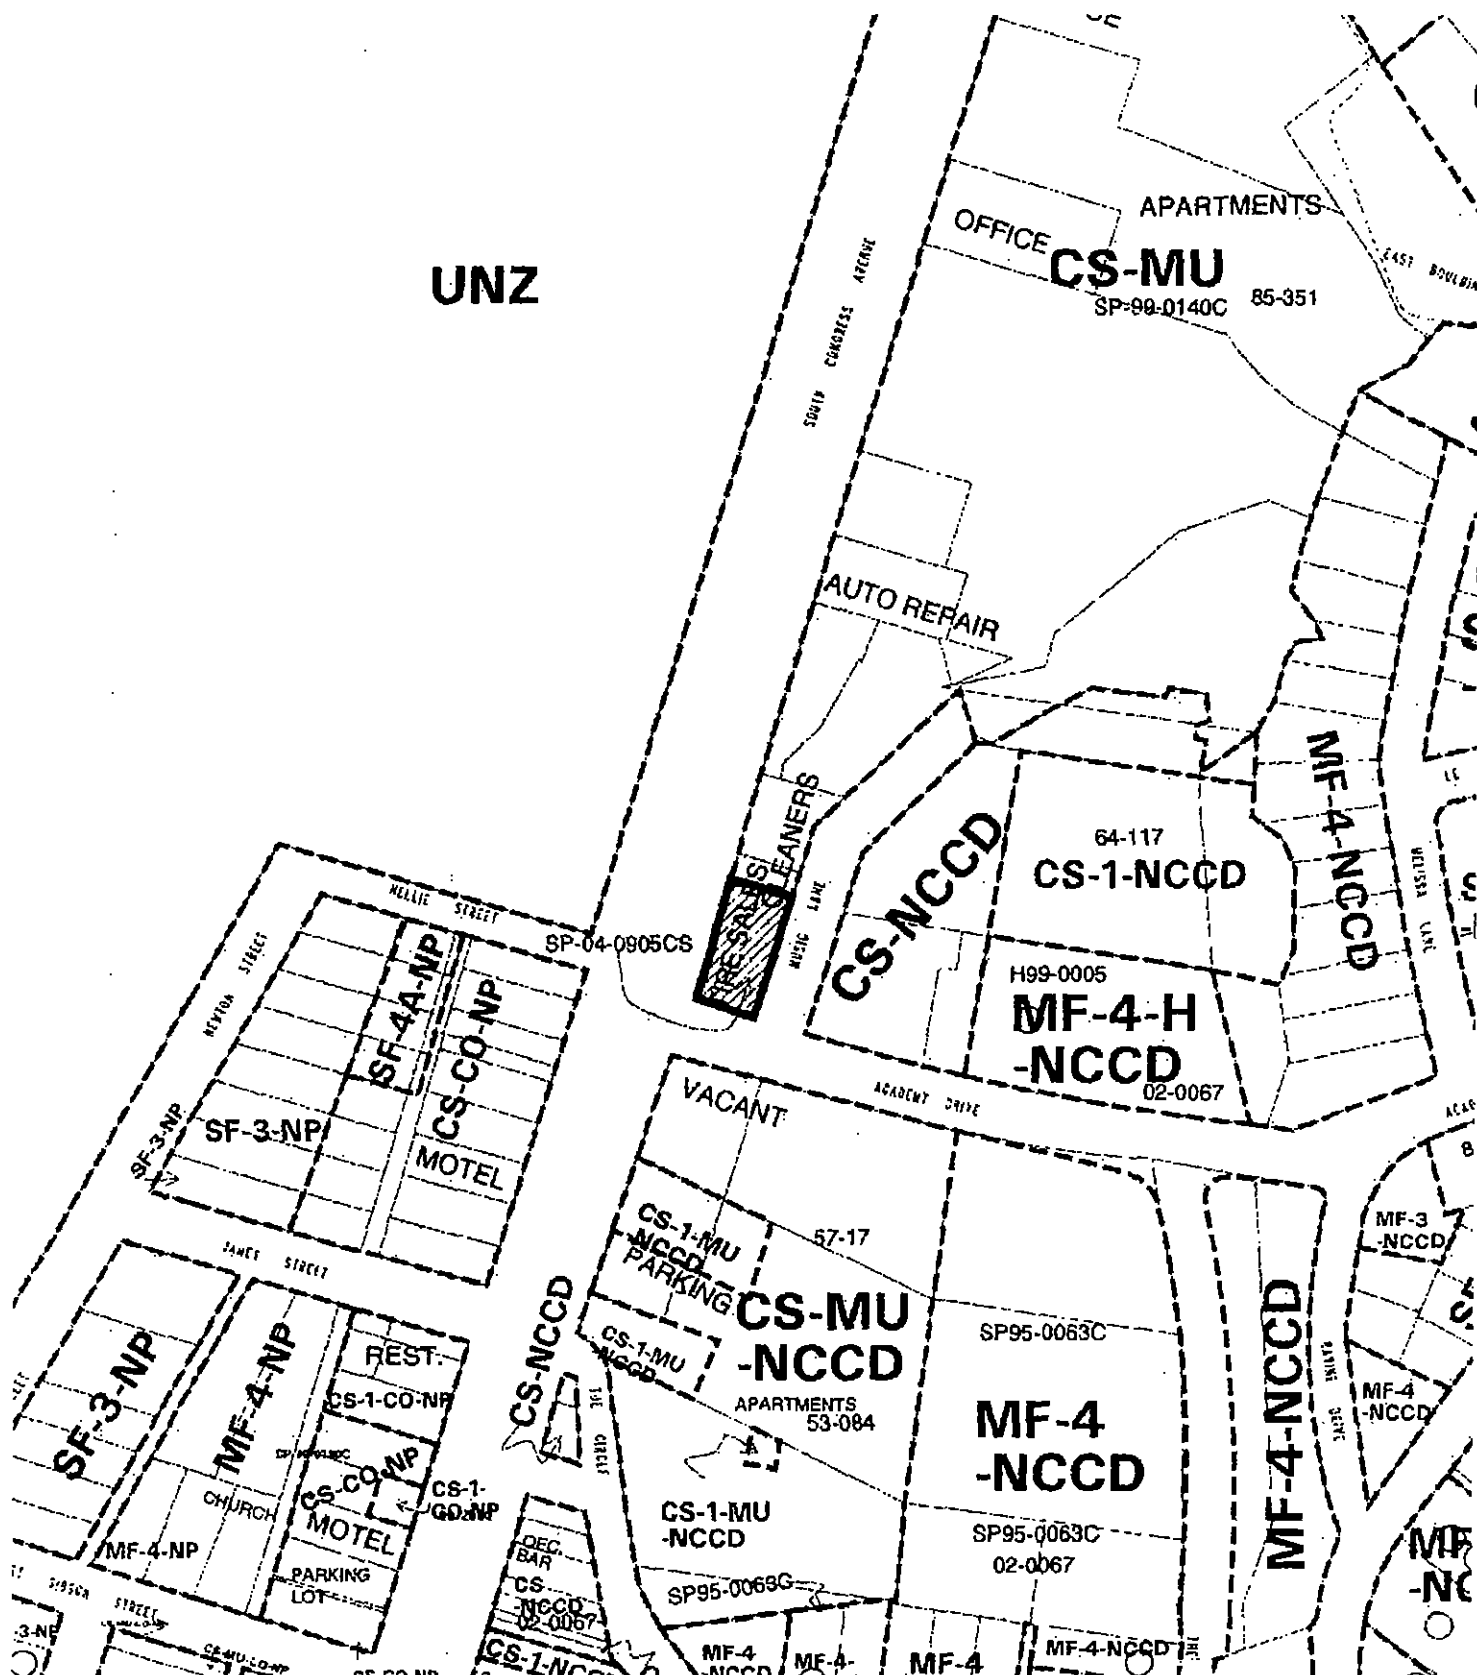 APARTMENTS
OFFICE
CS-MU
SP-99-0140C
85-351
UNZ
SOUTH CONGRESS AVENUE
AUTO REPAIR
MF-4-NCCD
CLEANERS
64-117
CS-1-NCCD
CS-NCCD
NELLIE STREET
SP-04-0905CS
MUSIC LANE
NEWTON STREET
SF-4A-NP
CS-CO-NP
H99-0005
MF-4-H
-NCCD
02-0067
ACADEMY DRIVE
VACANT
SF-3-NP
SF-3-NP
MOTEL
CS-1-MU
-NCCD
PARKING
67-17
MF-3
-NCCD
JAMES STREET
CS-NCCD
CS-MU
-NCCD
CS-1-MU
-NCCD
SP95-0063C
MF-4-NCCD
SF-3-NP
MF-4-NP
REST.
CS-1-CO-NP
THE CIRCLE
APARTMENTS
53-084
MF-4
-NCCD
MF-4
-NCCD
CS-CO-NP
CS-1-
CO-NP
CHURCH
MOTEL
CS-1-MU
-NCCD
SP95-0063C
02-0067
MF-4-NP
PARKING
LOT
BAR
CS
-NCCD
02-0067
GIBSON STREET
MF-4
-NCCD
MF-4-
MF-4
MF-4-NCCD